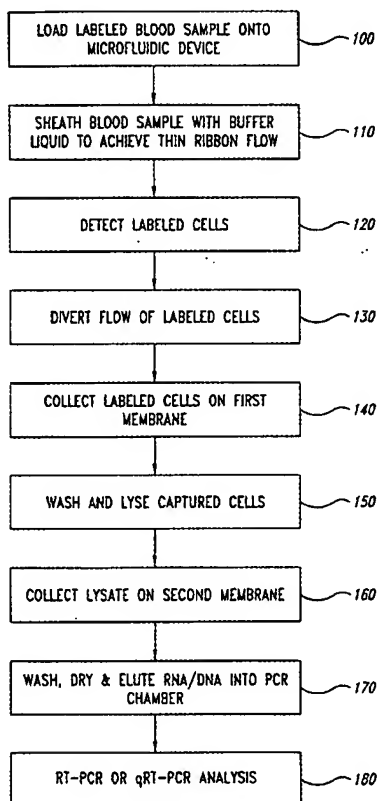 LOAD LABELED BLOOD SAMPLE ONTO
MICROFLUIDIC DEVICE
100
SHEATH BLOOD SAMPLE WITH BUFFER
LIQUID TO ACHIEVE THIN RIBBON FLOW
110
DETECT LABELED CELLS
120
DIVERT FLOW OF LABELED CELLS
130
COLLECT LABELED CELLS ON FIRST
MEMBRANE
140
WASH AND LYSE CAPTURED CELLS
150
COLLECT LYSATE ON SECOND MEMBRANE
160
WASH, DRY & ELUTE RNA/DNA INTO PCR
CHAMBER
170
RT-PCR OR qRT-PCR ANALYSIS
180